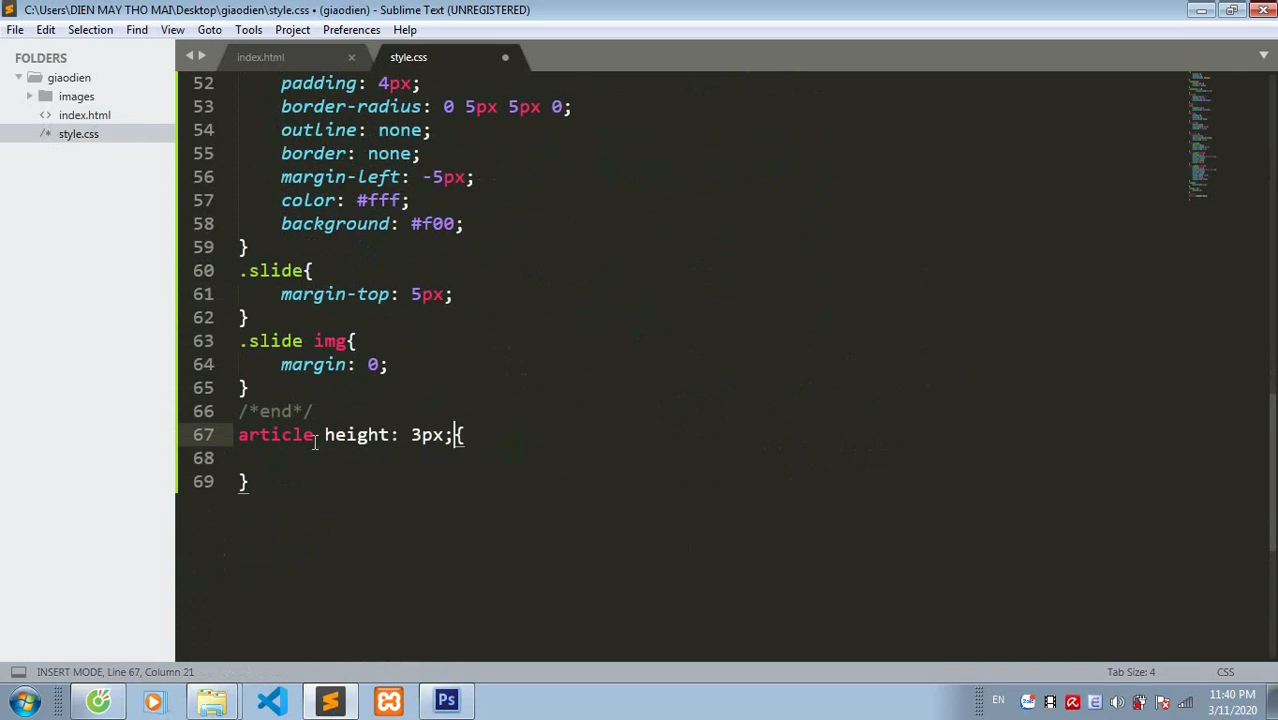 C:\Users\DIEN MAY THO MAI\Desktop\giaodien\style.css • (giaodien) - Sublime Text (UNREGISTERED)
File Edit Selection Find View Goto Tools Project Preferences Help
FOLDERS
giaodien
images
index.html
style.css
index.html
style.css
52 padding: 4px;
53 border-radius: 0 5px 5px 0;
54 outline: none;
55 border: none;
56 margin-left: -5px;
57 color: #fff;
58 background: #f00;
59 }
60 .slide{
61 margin-top: 5px;
62 }
63 .slide img{
64 margin: 0;
65 }
66 /*end*/
67 article height: 3px;{
68
69 }
INSERT MODE, Line 67, Column 21
Tab Size: 4
CSS
Ps
EN
11:40 PM
3/11/2020